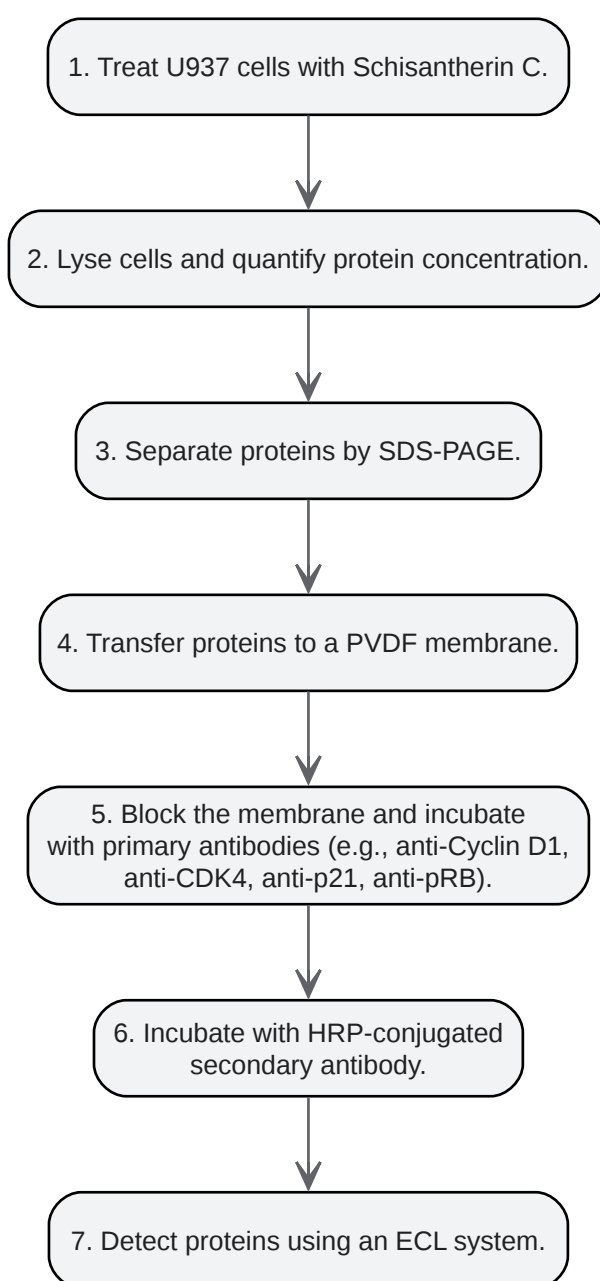 1. Treat U937 cells with Schisantherin C.
2. Lyse cells and quantify protein concentration.
3. Separate proteins by SDS-PAGE.
4. Transfer proteins to a PVDF membrane.
5. Block the membrane and incubate
with primary antibodies (e.g., anti-Cyclin D1,
anti-CDK4, anti-p21, anti-pRB).
6. Incubate with HRP-conjugated
secondary antibody.
7. Detect proteins using an ECL system.